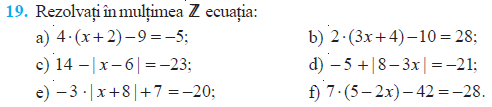 19. Rezolvați în mulțimea ℤ ecuația:
a) 4·(x+2)–9=–5; b) 2·(3x+4)–10=28;
c) 14 –|x–6|=–23; d) –5 +|8–3x|=–21;
e) –3·|x+8|+7 =–20; f) 7·(5–2x)–42=–28.